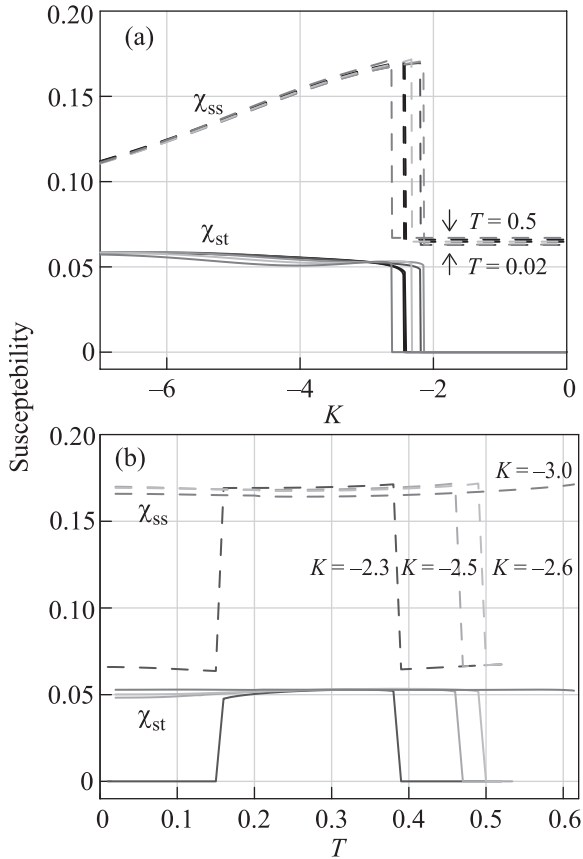 0.20
(a)
0.15
χss
0.10
T = 0.5
χst
0.05
T = 0.02
0
–6 –4 –2 0
K
Susceptebility
0.20
(b)
K = –3.0
χss
0.15
K = –2.3 K = –2.5 K = –2.6
0.10
0.05
χst
0
0 0.1 0.2 0.3 0.4 0.5 0.6
T